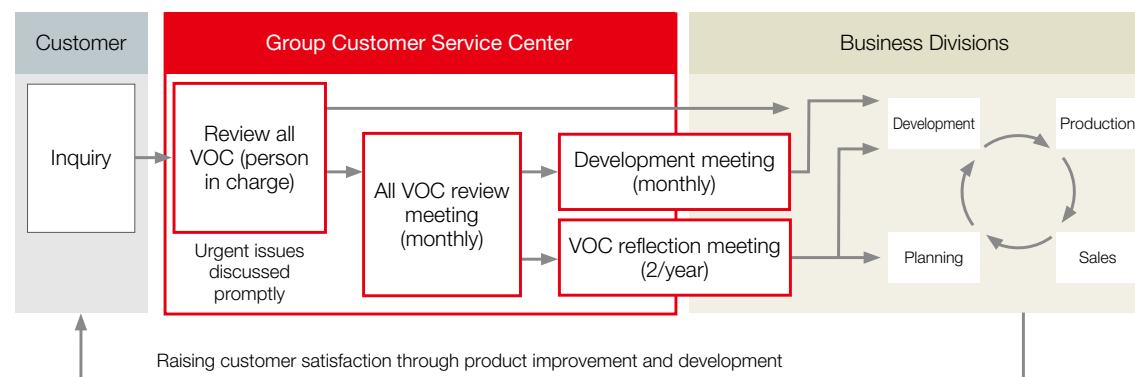 Customer
Group Customer Service Center
Business Divisions
Inquiry
Review all
VOC (person
in charge)
Urgent issues
discussed
promptly
All VOC review
meeting
(monthly)
Development meeting
(monthly)
VOC reflection meeting
(2/year)
Development
Production
Planning
Sales
Raising customer satisfaction through product improvement and development